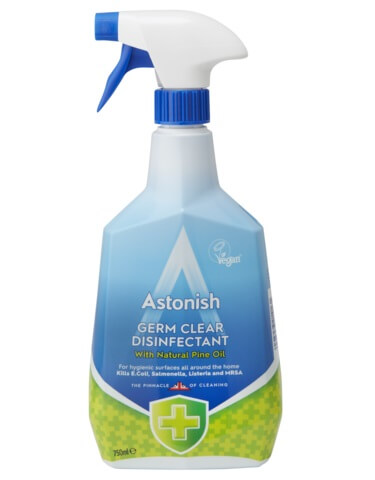 vegan
Astonish
GERM CLEAR
DISINFECTANT
With Natural Pine Oil
For hygienic surfaces all around the home
Kills E.Coli, Salmonella, Listeria and MRSA
THE PINNACLE OF CLEANING
750ml e